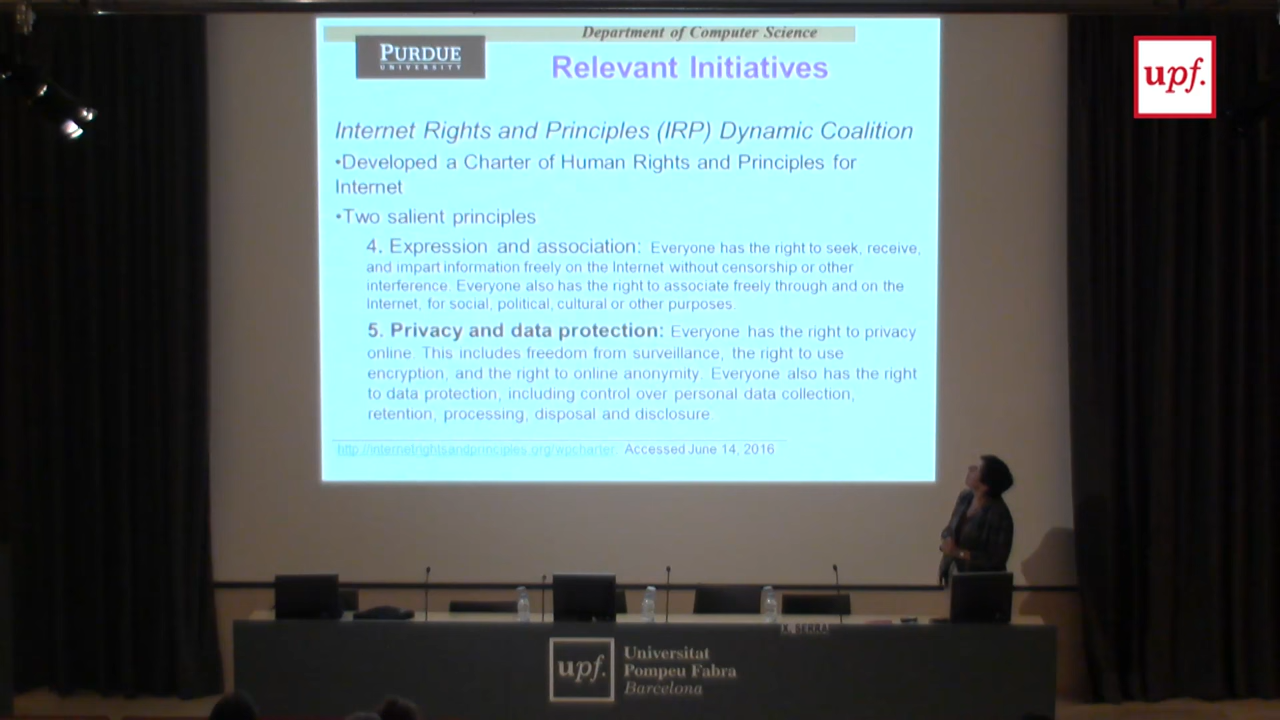 Department of Computer Science
PURDUE
UNIVERSITY
Relevant Initiatives
upf.
Internet Rights and Principles (IRP) Dynamic Coalition
•Developed a Charter of Human Rights and Principles for
Internet
•Two salient principles
4. Expression and association: Everyone has the right to seek, receive,
and impart information freely on the Internet without censorship or other
interference. Everyone also has the right to associate freely through and on the
Internet, for social, political, cultural or other purposes.
5. Privacy and data protection: Everyone has the right to privacy
online. This includes freedom from surveillance, the right to use
encryption, and the right to online anonymity. Everyone also has the right
to data protection, including control over personal data collection,
retention, processing, disposal and disclosure.
http://internetrightsandprinciples.org/wpcharter. Accessed June 14, 2016
X. SERRA
upf.
Universitat
Pompeu Fabra
Barcelona